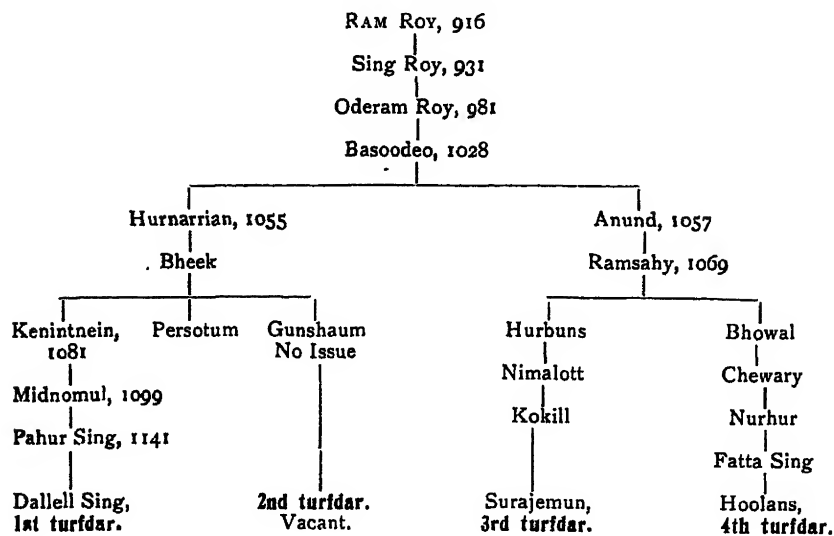 RAM ROY, 916
Sing Roy, 931
Oderam Roy, 981
Basoodeo, 1028
Hurnarrian, 1055 Anund, 1057
Bheek Ramsahy, 1069
Kenintnein, Persotum Gunshaum Hurbuns Bhowal
1081 No Issue
Nimalott Chewary
Midnomul, 1099
Kokill Nurhur
Pahur Sing, 1141
Fatta Sing
Dallell Sing, 2nd turfdar. Surajemun, Hoolans,
1st turfdar. Vacant. 3rd turfdar. 4th turfdar.